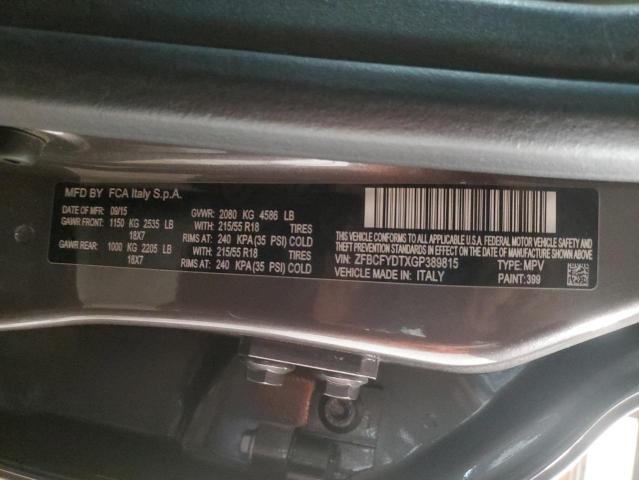 MFD BY FCA Italy S.p.A.
DATE OF MFR: 09/15 GVWR: 2080 KG 4586 LB
GAWR FRONT: 1150 KG 2535 LB WITH: 215/55 R18 TIRES
18X7 RIMS AT: 240 KPA(35 PSI) COLD
GAWR REAR: 1000 KG 2205 LB WITH: 215/55 R18 TIRES
18X7 RIMS AT: 240 KPA(35 PSI) COLD
THIS VEHICLE CONFORMS TO ALL APPLICABLE U.S.A. FEDERAL MOTOR VEHICLE SAFETY,
BUMPER, AND THEFT PREVENTION STANDARDS IN EFFECT ON THE DATE OF MANUFACTURE SHOWN ABOVE.
VIN: ZFBCFYDTXGP389815 TYPE: MPV
VEHICLE MADE IN: ITALY PAINT: 399